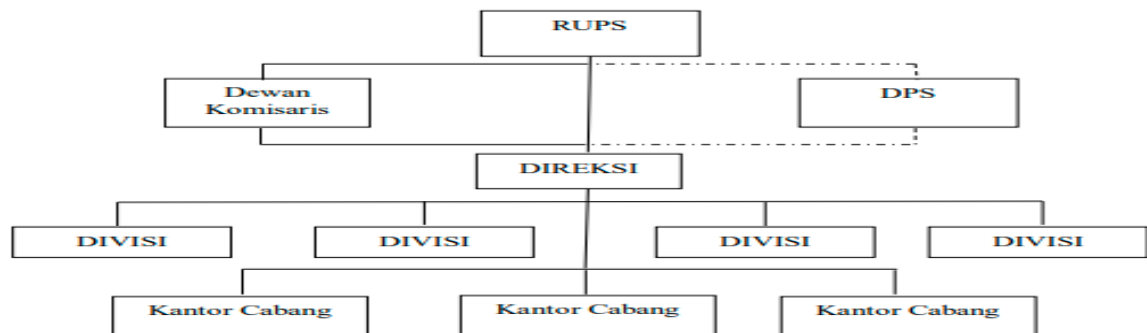 RUPS
Dewan
Komisaris
DPS
DIREKSI
DIVISI
DIVISI
DIVISI
DIVISI
Kantor Cabang
Kantor Cabang
Kantor Cabang